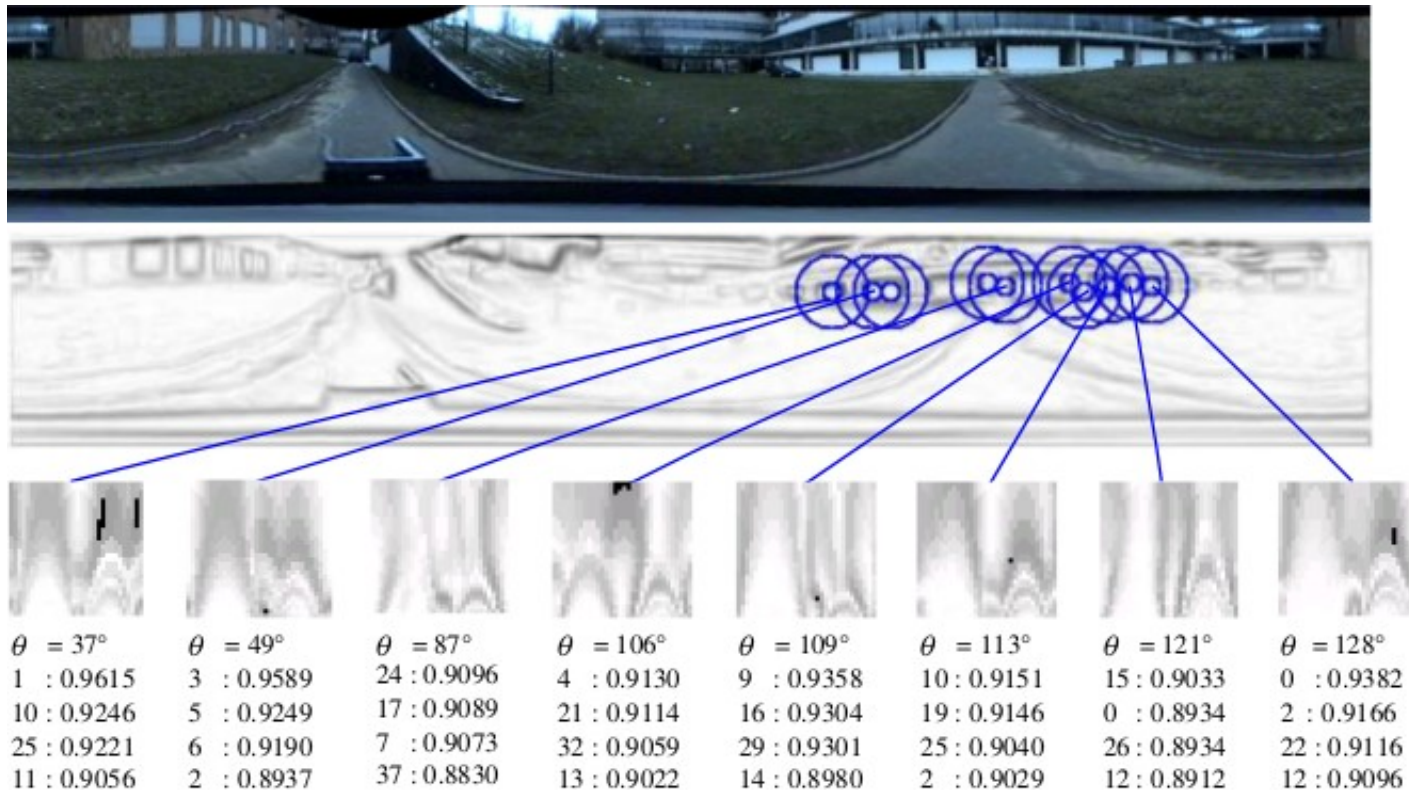 θ = 37° θ = 49° θ = 87° θ = 106° θ = 109° θ = 113° θ = 121° θ = 128°
1 : 0.9615 3 : 0.9589 24 : 0.9096 4 : 0.9130 9 : 0.9358 10 : 0.9151 15 : 0.9033 0 : 0.9382
10 : 0.9246 5 : 0.9249 17 : 0.9089 21 : 0.9114 16 : 0.9304 19 : 0.9146 0 : 0.8934 2 : 0.9166
25 : 0.9221 6 : 0.9190 7 : 0.9073 32 : 0.9059 29 : 0.9301 25 : 0.9040 26 : 0.8934 22 : 0.9116
11 : 0.9056 2 : 0.8937 37 : 0.8830 13 : 0.9022 14 : 0.8980 2 : 0.9029 12 : 0.8912 12 : 0.9096